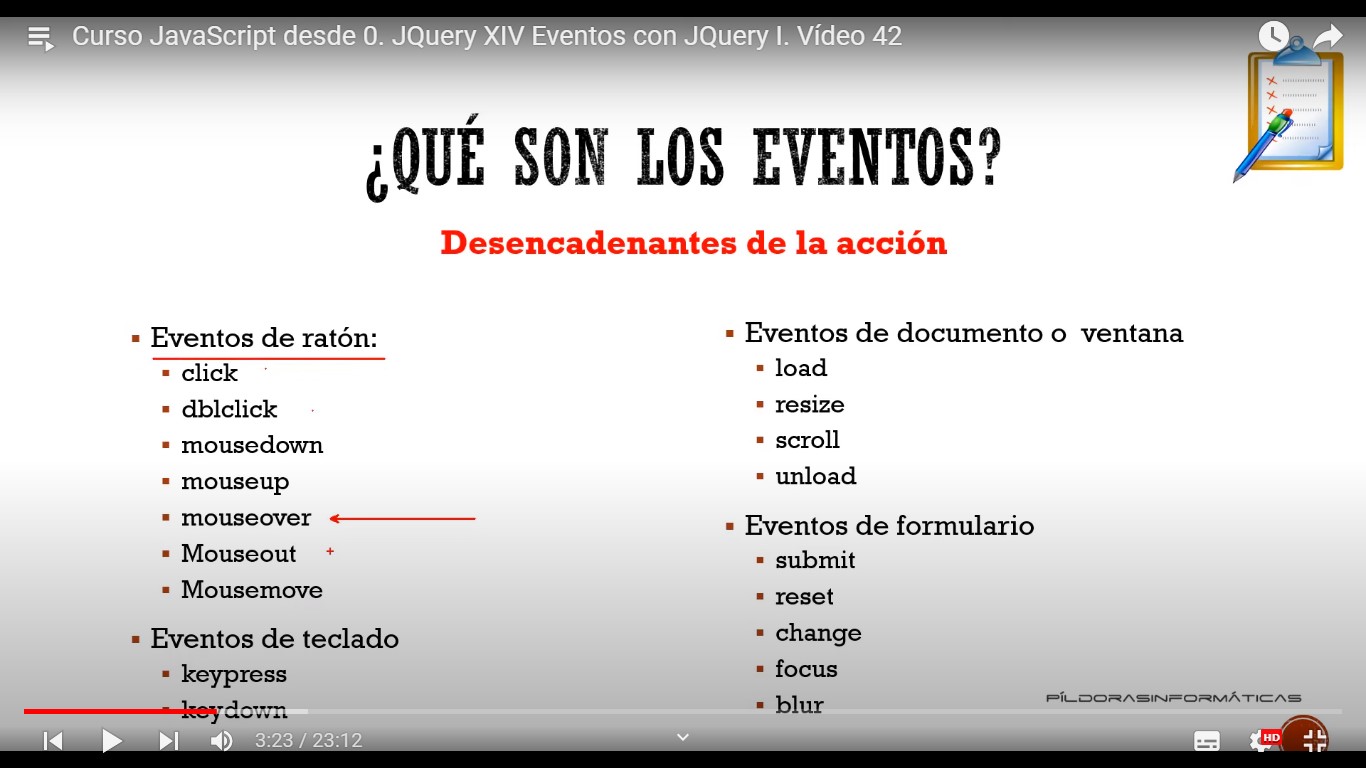 Curso JavaScript desde 0. JQuery XIV Eventos con JQuery I. Vídeo 42
¿QUÉ SON LOS EVENTOS?
Desencadenantes de la acción
Eventos de ratón:
click
dblclick
mousedown
mouseup
mouseover
Mouseout
Mousemove
Eventos de teclado
keypress
keydown
Eventos de documento o ventana
load
resize
scroll
unload
Eventos de formulario
submit
reset
change
focus
blur
PÍLDORASINFORMÁTICAS
3:23 / 23:12
HD